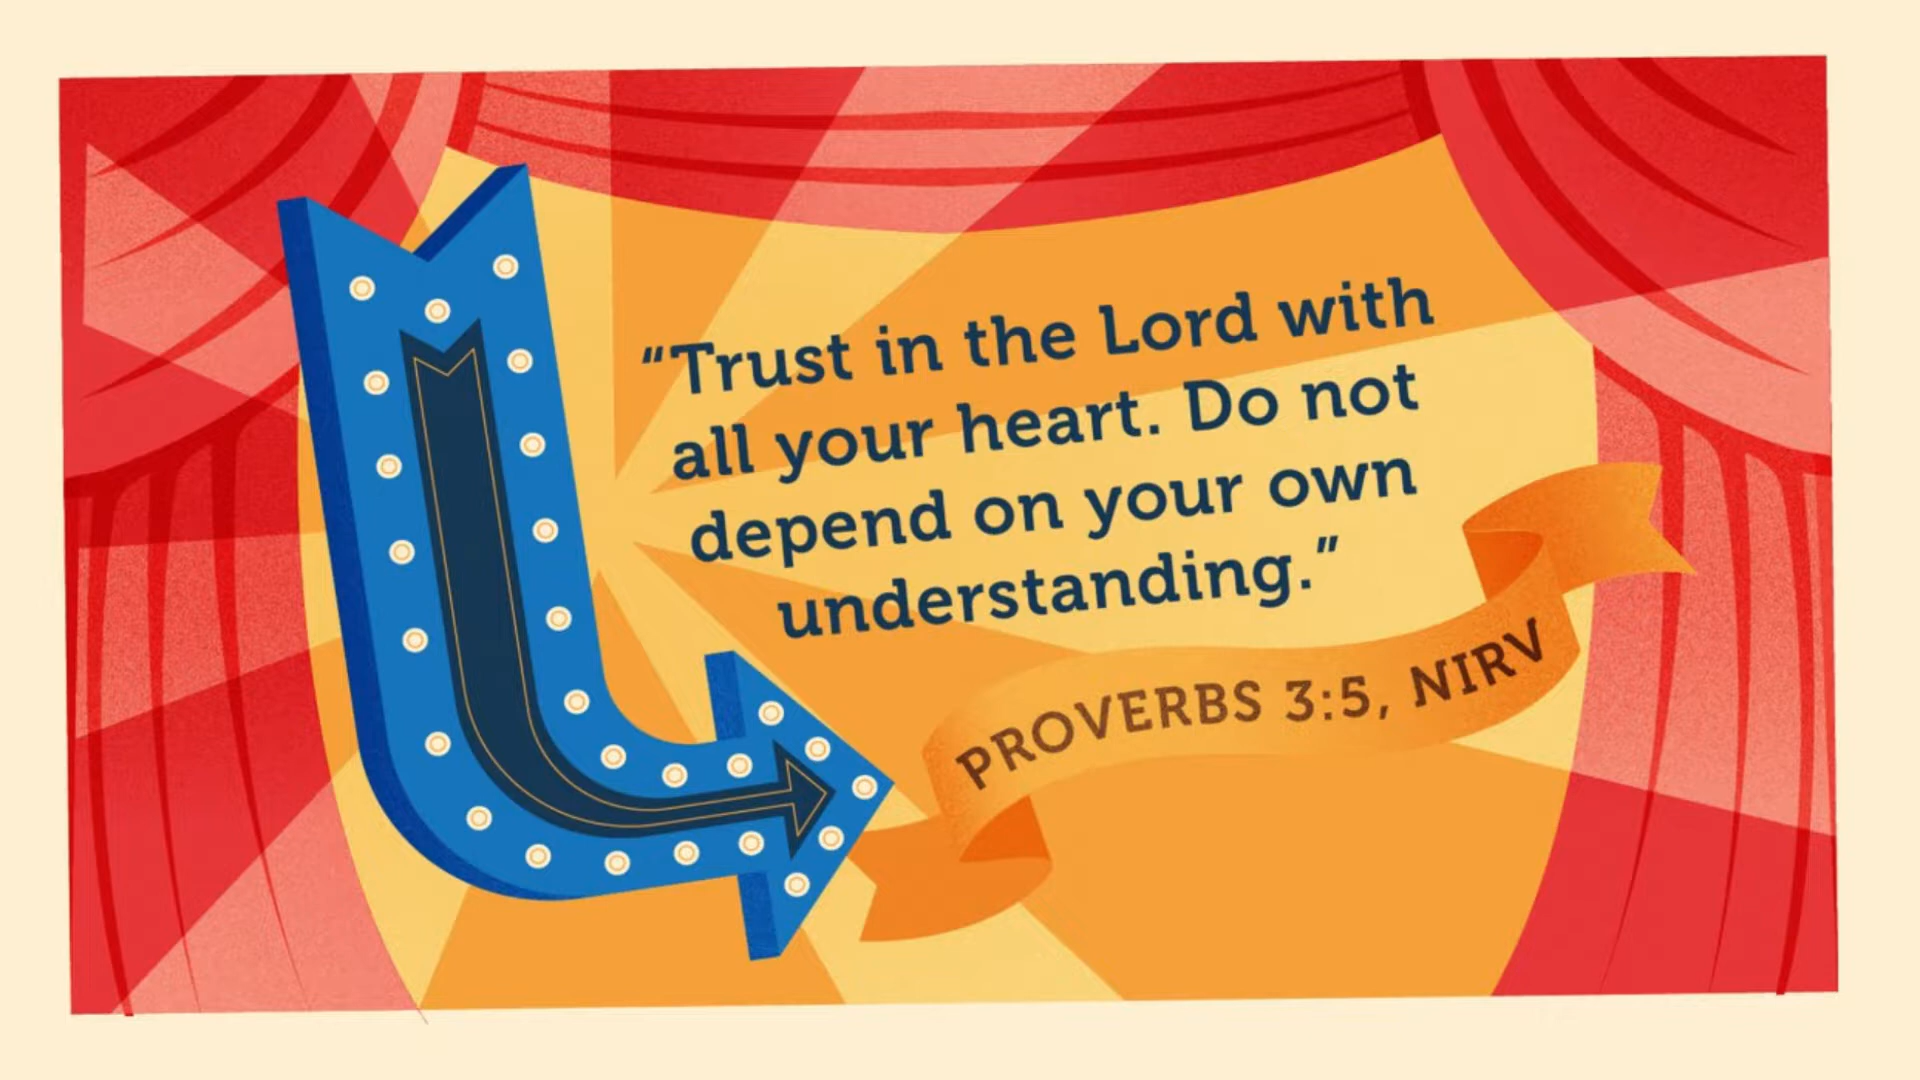 “Trust in the Lord with
all your heart. Do not
depend on your own
understanding.”
PROVERBS 3:5, NIRV